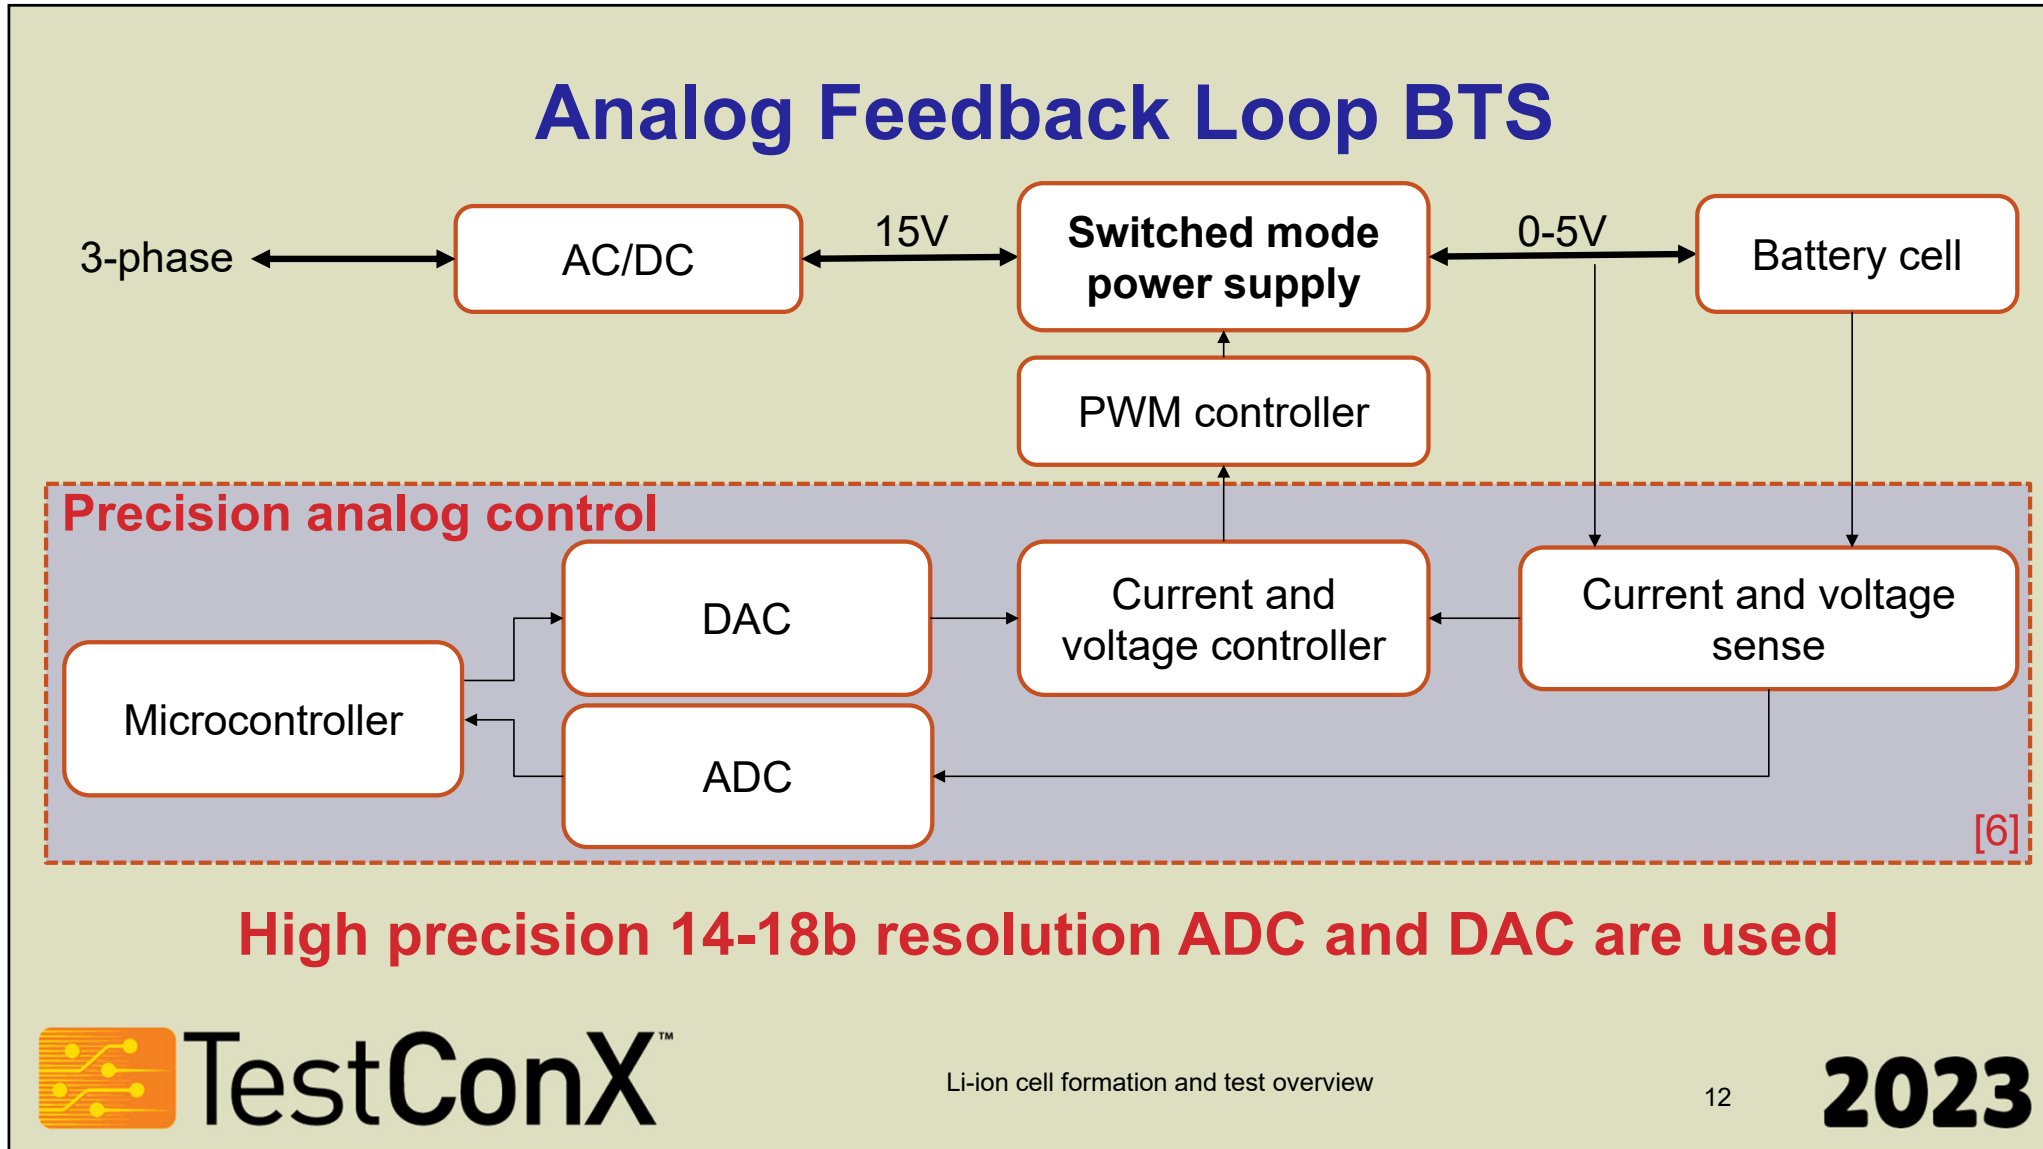 Analog Feedback Loop BTS
3-phase
AC/DC
15V
Switched mode
power supply
0-5V
Battery cell
PWM controller
Precision analog control
DAC
Current and
voltage controller
Current and voltage
sense
Microcontroller
ADC
[6]
High precision 14-18b resolution ADC and DAC are used
TestConX™
Li-ion cell formation and test overview
12
2023